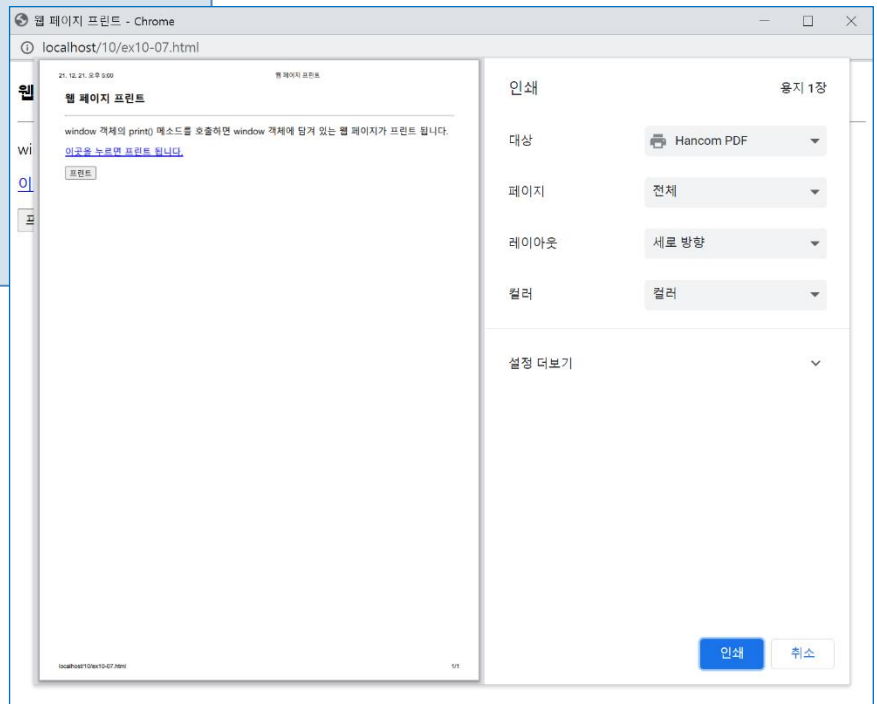 웹 페이지 프린트 - Chrome
localhost/10/ex10-07.html
웹
wi
이
프
21. 12. 21. 오후 5:00 웹 페이지 프린트
웹 페이지 프린트
window 객체의 print() 메소드를 호출하면 window 객체에 담겨 있는 웹 페이지가 프린트 됩니다.
이곳을 누르면 프린트 됩니다.
프린트
localhost/10/ex10-07.html 1/1
인쇄 용지 1장
대상 Hancom PDF
페이지 전체
레이아웃 세로 방향
컬러 컬러
설정 더보기
인쇄 취소